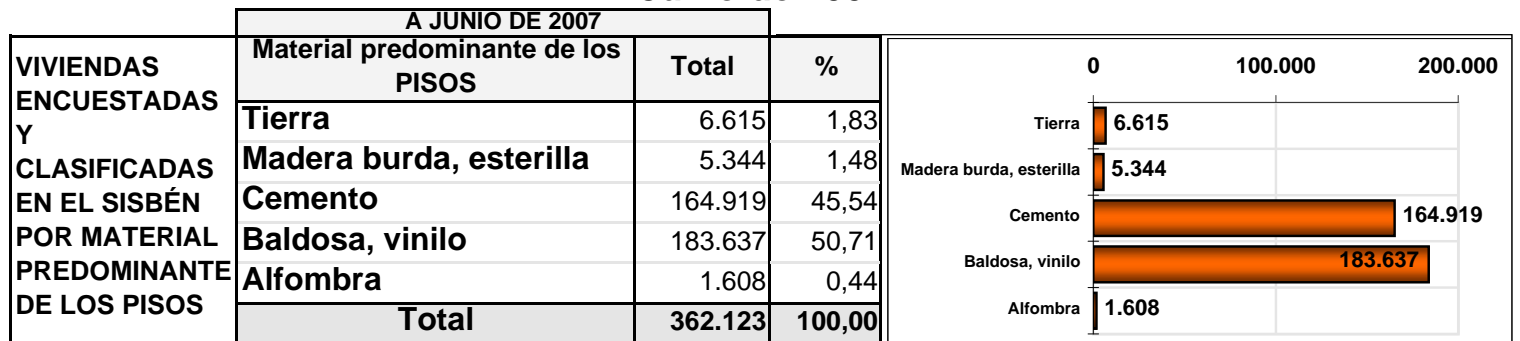 A JUNIO DE 2007
VIVIENDAS
ENCUESTADAS
Y
CLASIFICADAS
EN EL SISBÉN
POR MATERIAL
PREDOMINANTE
DE LOS PISOS
Material predominante de los
PISOS
Total %
Tierra 6.615 1,83
Madera burda, esterilla 5.344 1,48
Cemento 164.919 45,54
Baldosa, vinilo 183.637 50,71
Alfombra 1.608 0,44
Total 362.123 100,00
0 100.000 200.000
Tierra 6.615
Madera burda, esterilla 5.344
Cemento 164.919
Baldosa, vinilo 183.637
Alfombra 1.608